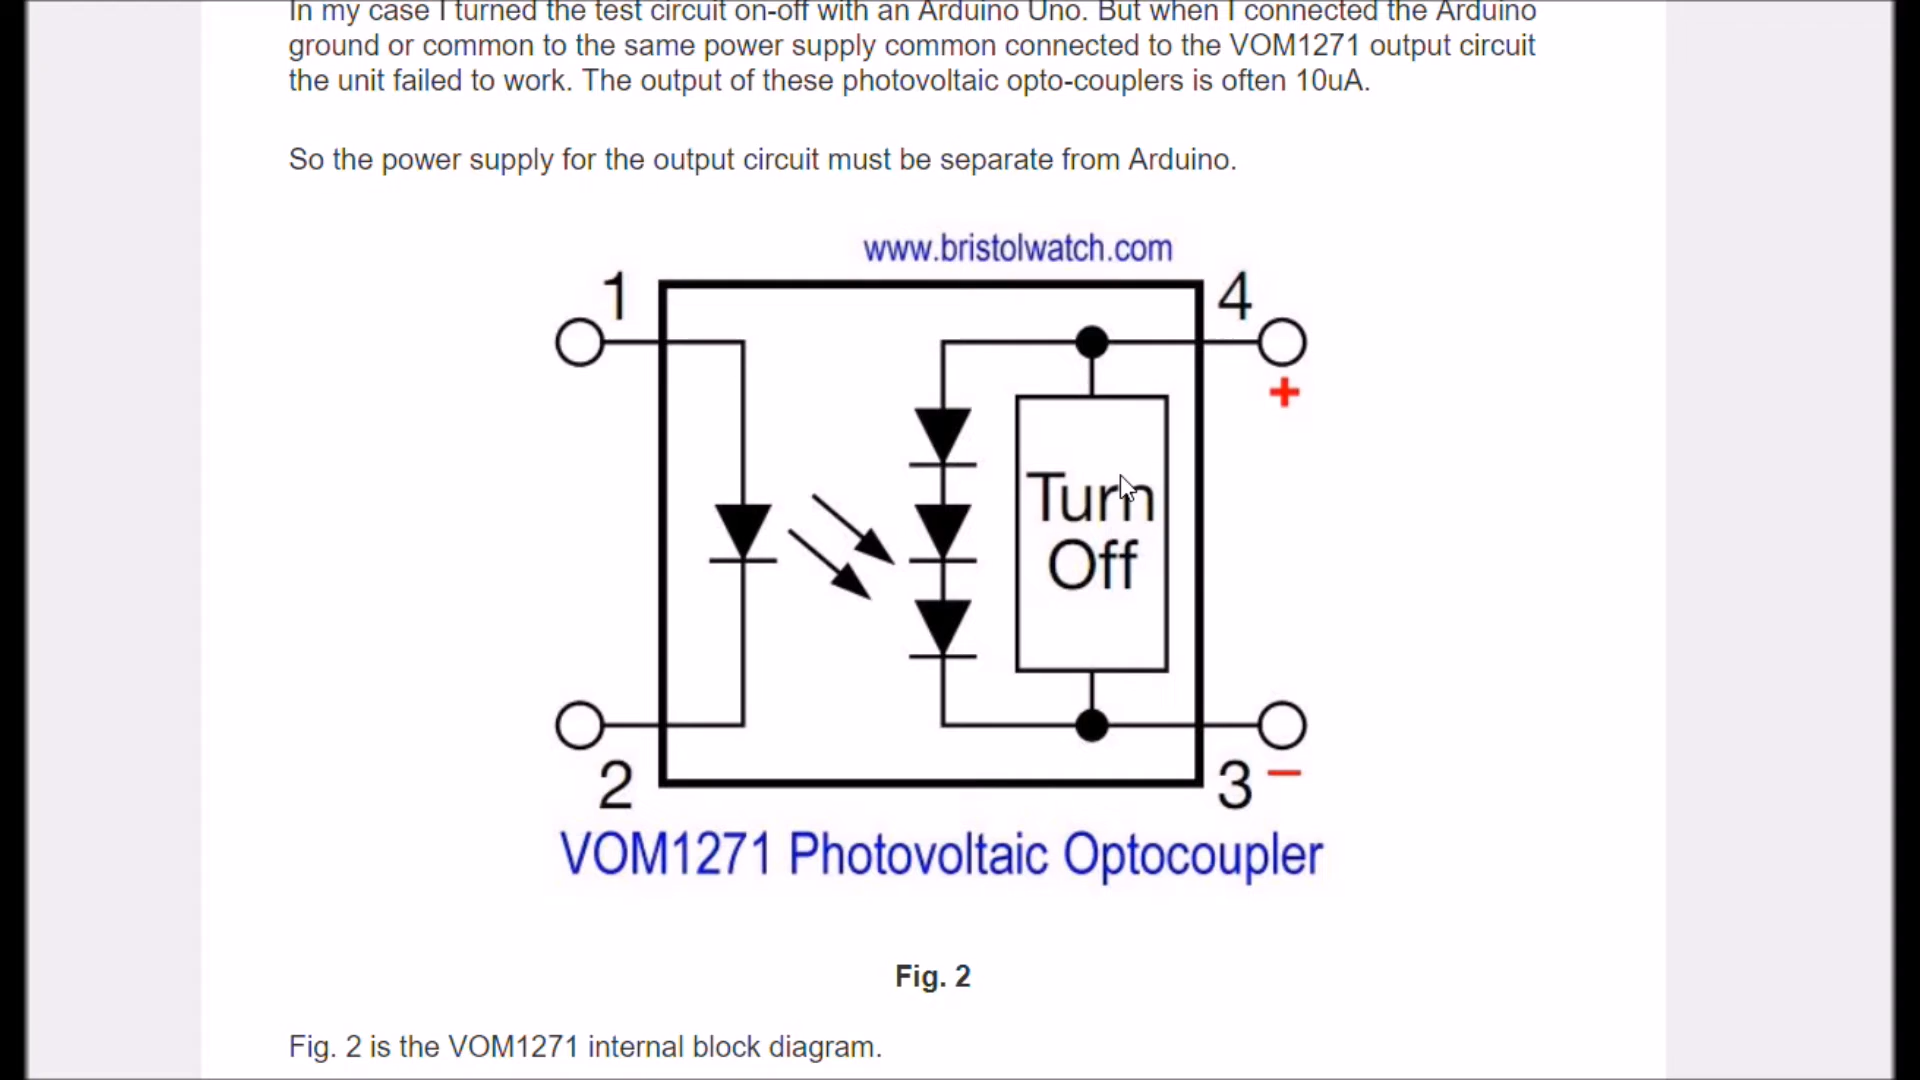 In my case I turned the test circuit on-off with an Arduino Uno. But when I connected the Arduino
ground or common to the same power supply common connected to the VOM1271 output circuit
the unit failed to work. The output of these photovoltaic opto-couplers is often 10uA.
So the power supply for the output circuit must be separate from Arduino.
www.bristolwatch.com
1
4
+
Turn
Off
2
3 –
VOM1271 Photovoltaic Optocoupler
Fig. 2
Fig. 2 is the VOM1271 internal block diagram.